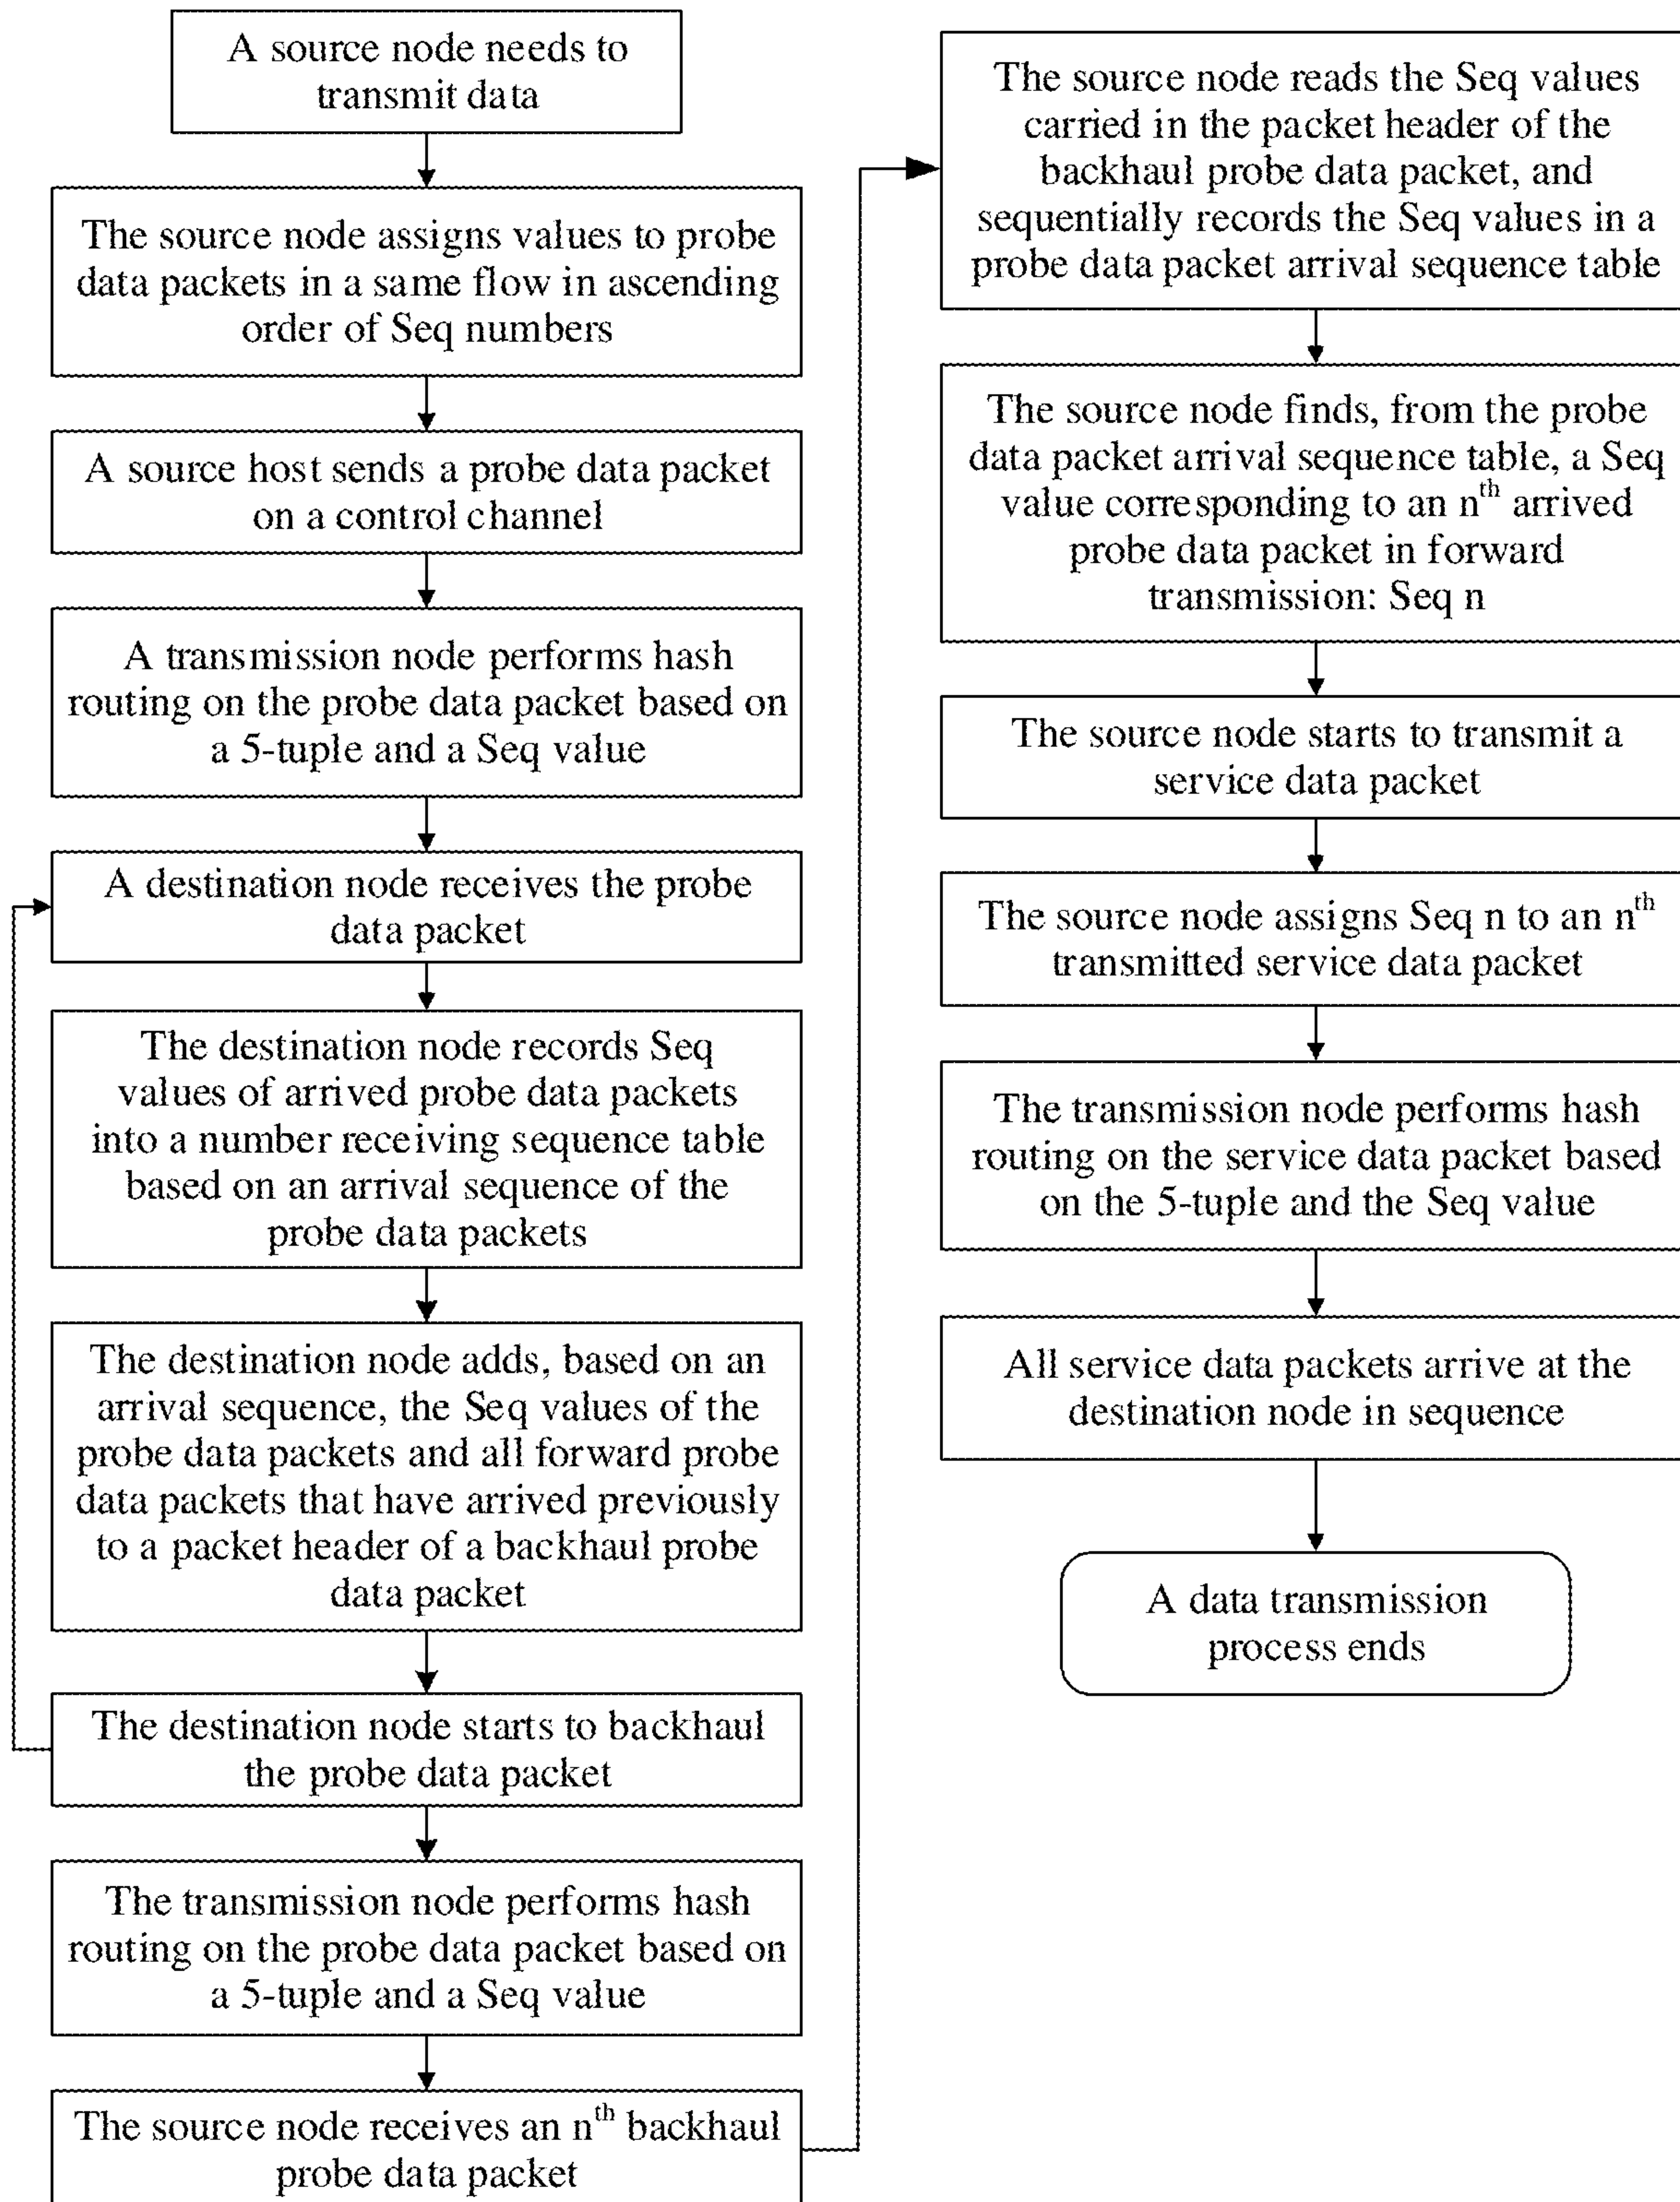 A source node needs to
transmit data
The source node assigns values to probe
data packets in a same flow in ascending
order of Seq numbers
A source host sends a probe data packet
on a control channel
A transmission node performs hash
routing on the probe data packet based on
a 5-tuple and a Seq value
A destination node receives the probe
data packet
The destination node records Seq
values of arrived probe data packets
into a number receiving sequence table
based on an arrival sequence of the
probe data packets
The destination node adds, based on an
arrival sequence, the Seq values of the
probe data packets and all forward probe
data packets that have arrived previously
to a packet header of a backhaul probe
data packet
The destination node starts to backhaul
the probe data packet
The transmission node performs hash
routing on the probe data packet based on
a 5-tuple and a Seq value
The source node receives an nth backhaul
probe data packet
The source node reads the Seq values
carried in the packet header of the
backhaul probe data packet, and
sequentially records the Seq values in a
probe data packet arrival sequence table
The source node finds, from the probe
data packet arrival sequence table, a Seq
value corresponding to an nth arrived
probe data packet in forward
transmission: Seq n
The source node starts to transmit a
service data packet
The source node assigns Seq n to an nth
transmitted service data packet
The transmission node performs hash
routing on the service data packet based
on the 5-tuple and the Seq value
All service data packets arrive at the
destination node in sequence
A data transmission
process ends